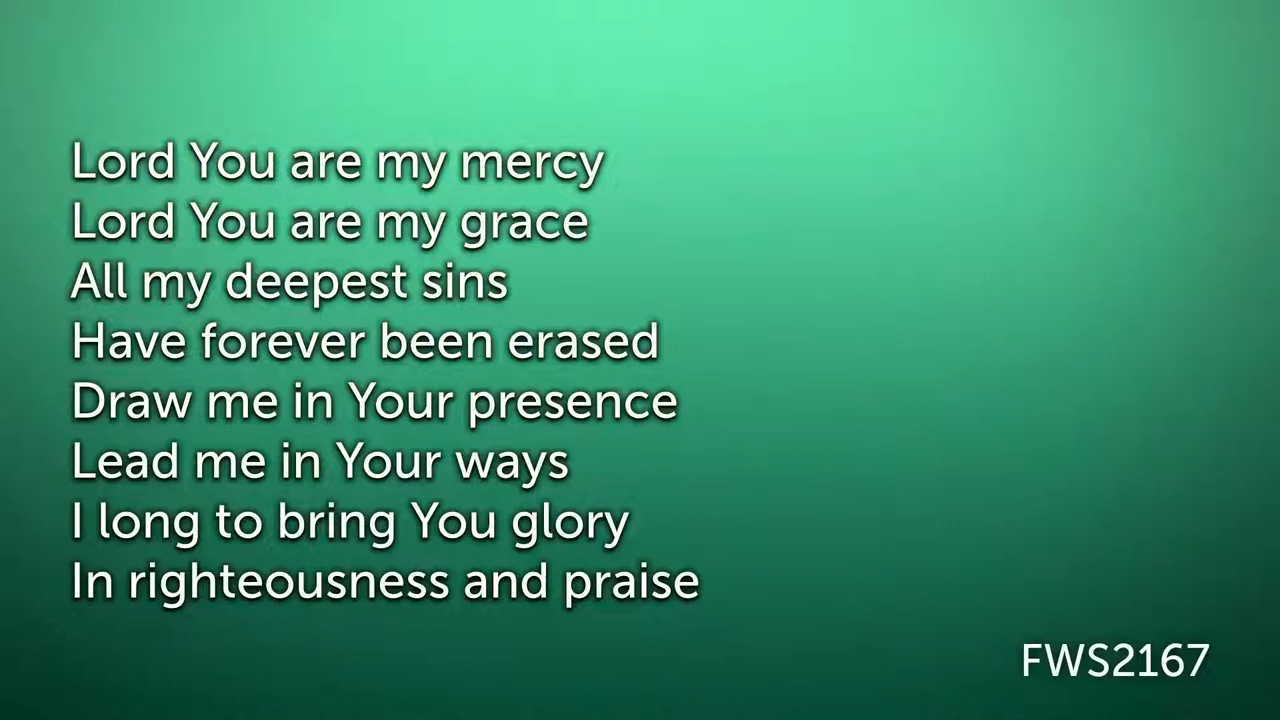 Lord You are my mercy
Lord You are my grace
All my deepest sins
Have forever been erased
Draw me in Your presence
Lead me in Your ways
I long to bring You glory
In righteousness and praise
FWS2167